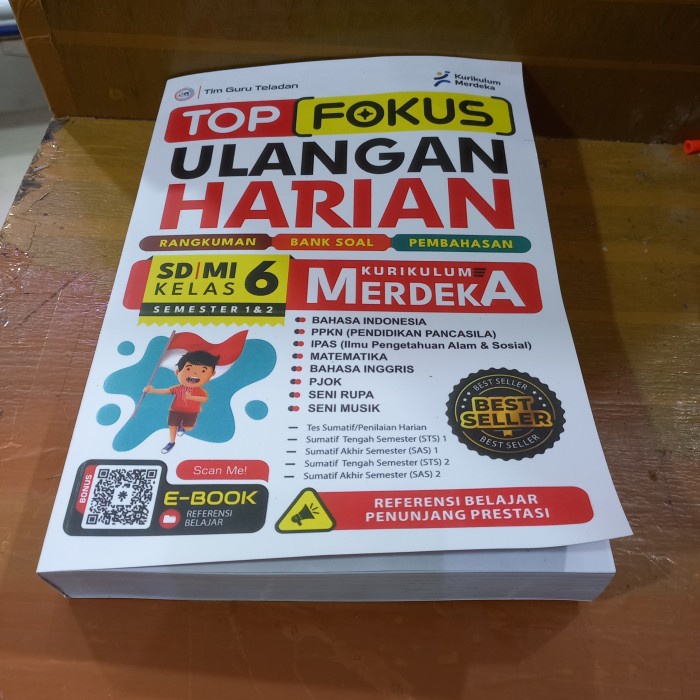 Tim Guru Teladan
Kurikulum
Merdeka
TOP FOKUS
ULANGAN
HARIAN
RANGKUMAN BANK SOAL PEMBAHASAN
SD|MI
KELAS 6
SEMESTER 1 & 2
KURIKULUM
MERDEKA
BAHASA INDONESIA
PPKN (PENDIDIKAN PANCASILA)
IPAS (Ilmu Pengetahuan Alam & Sosial)
MATEMATIKA
BAHASA INGGRIS
PJOK
SENI RUPA
SENI MUSIK
— Tes Sumatif/Penilaian Harian
— Sumatif Tengah Semester (STS) 1
— Sumatif Akhir Semester (SAS) 1
— Sumatif Tengah Semester (STS) 2
— Sumatif Akhir Semester (SAS) 2
BEST SELLER
BEST
SELLER
BEST SELLER
Scan Me!
BONUS
E-BOOK
REFERENSI
BELAJAR
REFERENSI BELAJAR
PENUNJANG PRESTASI